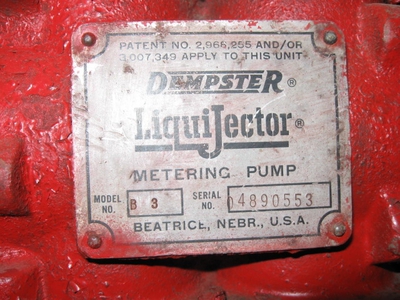 PATENT NO. 2,966,255 AND/OR
3,007,349 APPLY TO THIS UNIT
DEMPSTER®
LiquiJector®
METERING PUMP
MODEL NO. B 3 SERIAL NO. 04890553
BEATRICE, NEBR., U.S.A.